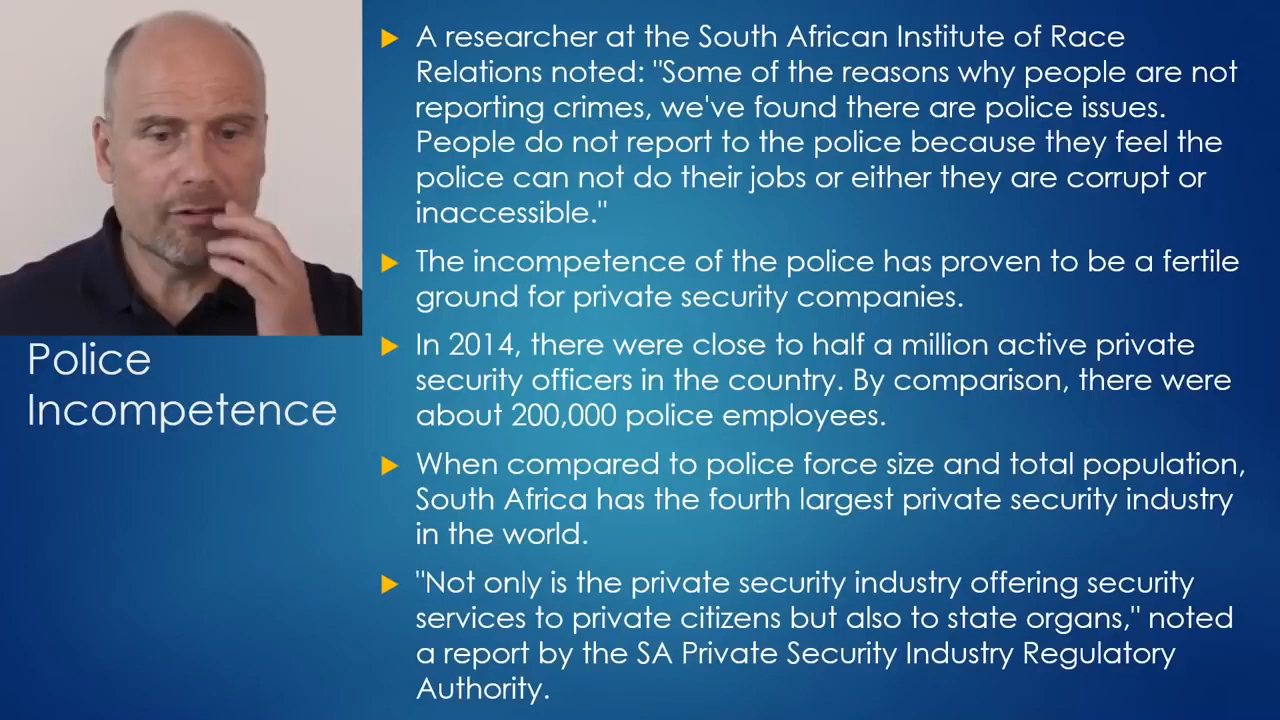 Police
Incompetence
A researcher at the South African Institute of Race
Relations noted: "Some of the reasons why people are not
reporting crimes, we've found there are police issues.
People do not report to the police because they feel the
police can not do their jobs or either they are corrupt or
inaccessible."
The incompetence of the police has proven to be a fertile
ground for private security companies.
In 2014, there were close to half a million active private
security officers in the country. By comparison, there were
about 200,000 police employees.
When compared to police force size and total population,
South Africa has the fourth largest private security industry
in the world.
"Not only is the private security industry offering security
services to private citizens but also to state organs," noted
a report by the SA Private Security Industry Regulatory
Authority.